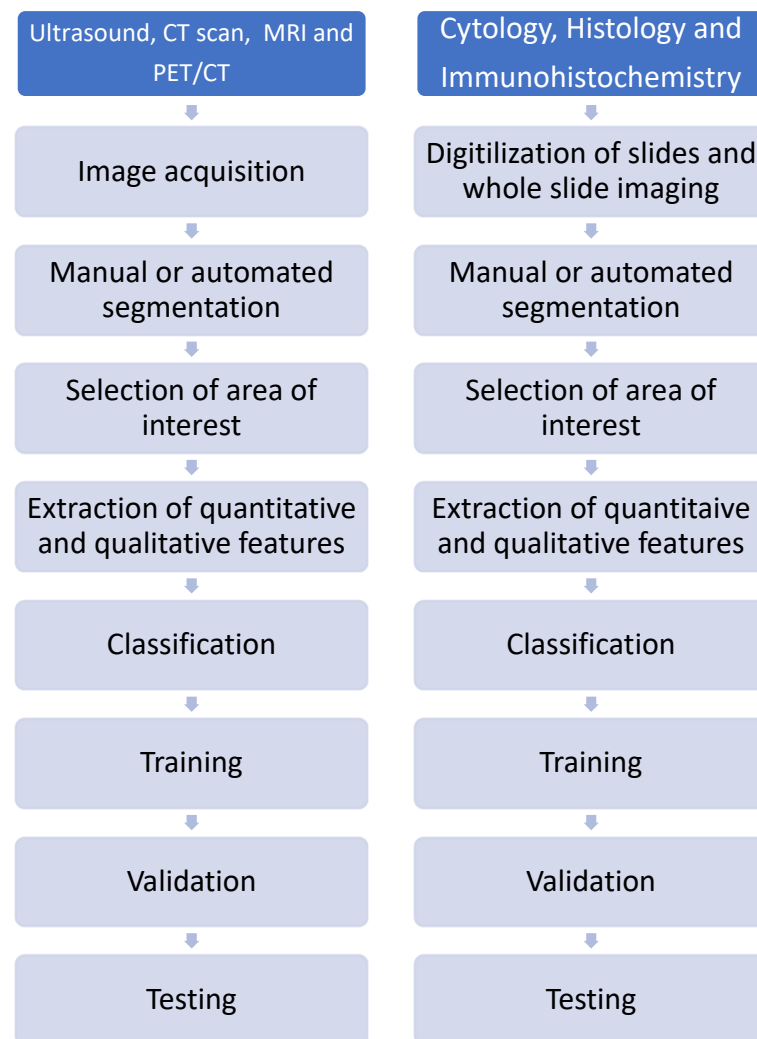 Ultrasound, CT scan, MRI and
PET/CT
Image acquisition
Manual or automated
segmentation
Selection of area of
interest
Extraction of quantitative
and qualitative features
Classification
Training
Validation
Testing
Cytology, Histology and
Immunohistochemistry
Digitilization of slides and
whole slide imaging
Manual or automated
segmentation
Selection of area of
interest
Extraction of quantitaive
and qualitative features
Classification
Training
Validation
Testing